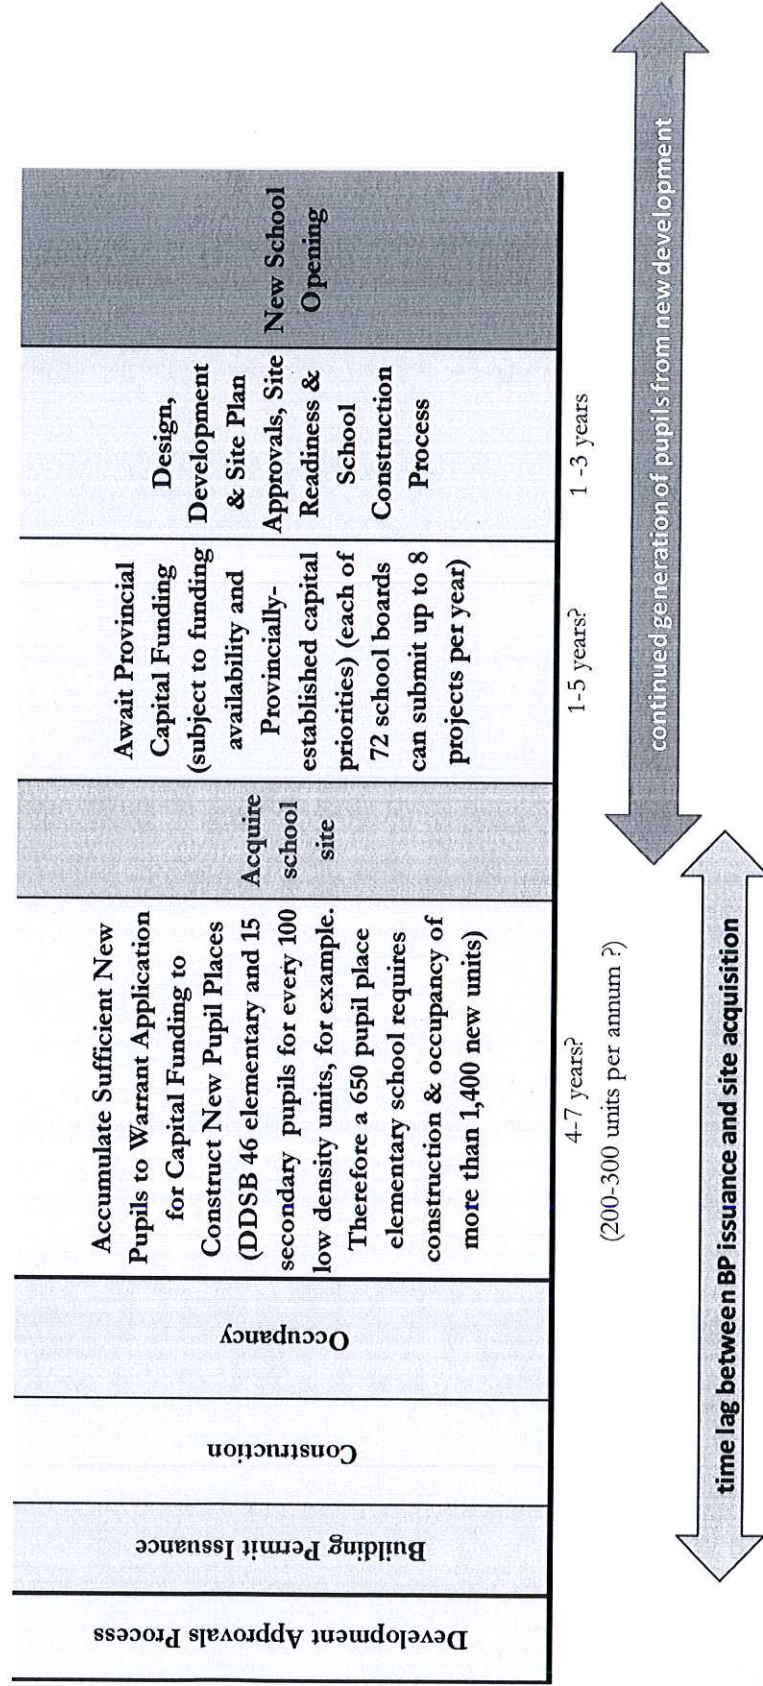 Development Approvals Process
Building Permit Issuance
Construction
Occupancy
Accumulate Sufficient New
Pupils to Warrant Application
for Capital Funding to
Construct New Pupil Places
(DDSB 46 elementary and 15
secondary pupils for every 100
low density units, for example.
Therefore a 650 pupil place
elementary school requires
construction & occupancy of
more than 1,400 new units)
Acquire
school
site
Await Provincial
Capital Funding
(subject to funding
availability and
Provincially-
established capital
priorities) (each of
72 school boards
can submit up to 8
projects per year)
Design,
Development
& Site Plan
Approvals, Site
Readiness &
School
Construction
Process
New School
Opening
4-7 years?
(200-300 units per annum ?)
1-5 years?
1 -3 years
continued generation of pupils from new development
time lag between BP issuance and site acquisition